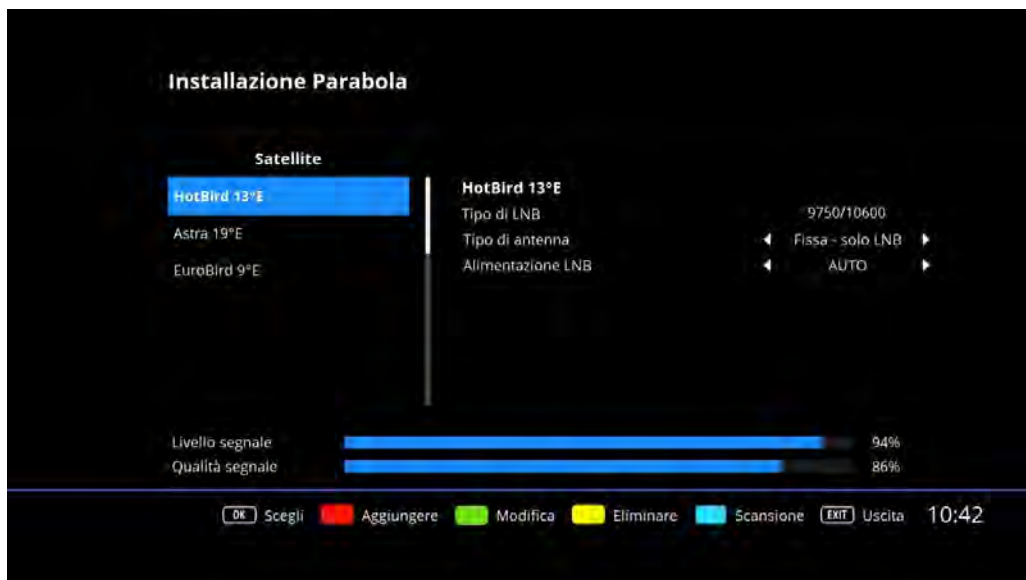 Installazione Parabola
Satellite
HotBird 13°E
Astra 19°E
EuroBird 9°E
HotBird 13°E
Tipo di LNB 9750/10600
Tipo di antenna Fissa - solo LNB
Alimentazione LNB AUTO
Livello segnale 94%
Qualità segnale 86%
OK Scegli Aggiungere Modifica Eliminare Scansione EXIT Uscita 10:42